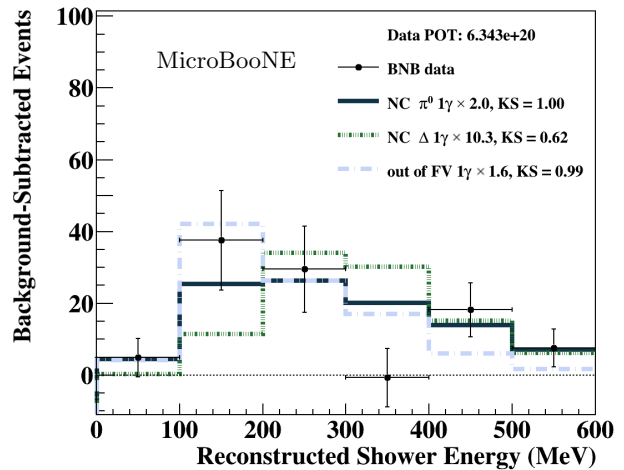 100
80
60
40
20
0
Background-Subtracted Events
MicroBooNE
Data POT: 6.343e+20
BNB data
NC π⁰ 1γ × 2.0, KS = 1.00
NC Δ 1γ × 10.3, KS = 0.62
out of FV 1γ × 1.6, KS = 0.99
0 100 200 300 400 500 600
Reconstructed Shower Energy (MeV)